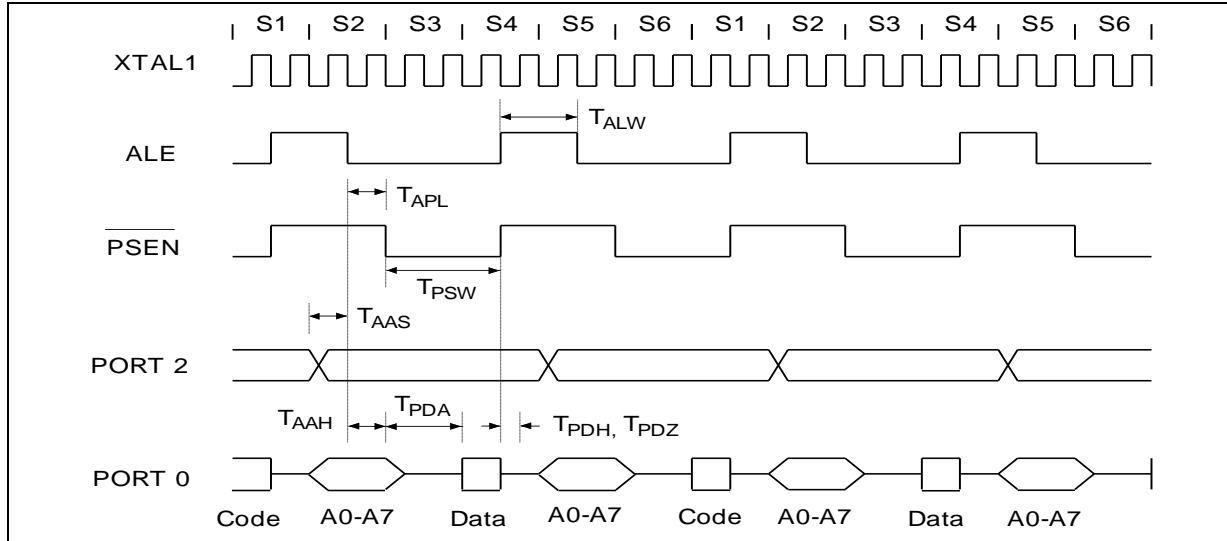 S1 S2 S3 S4 S5 S6 S1 S2 S3 S4 S5 S6
XTAL1
TALW
ALE
TAPL
PSEN
TPSW
TAAS
PORT 2
TAAH TPDA TPDH, TPDZ
PORT 0
Code A0-A7 Data A0-A7 Code A0-A7 Data A0-A7